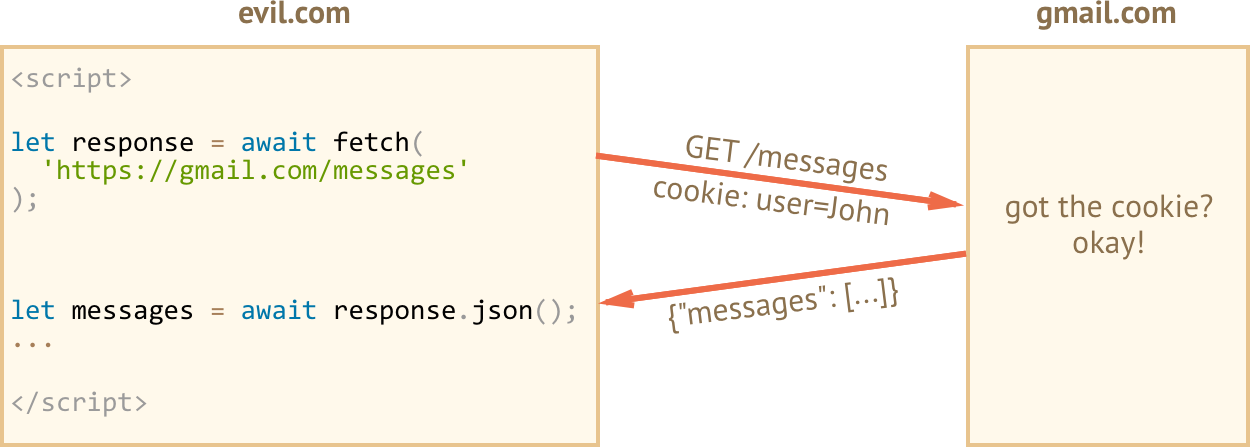 evil.com
gmail.com
<script>
let response = await fetch(
'https://gmail.com/messages'
);
let messages = await response.json();
...
</script>
GET /messages
cookie: user=John
{"messages": [...]}
got the cookie?
okay!